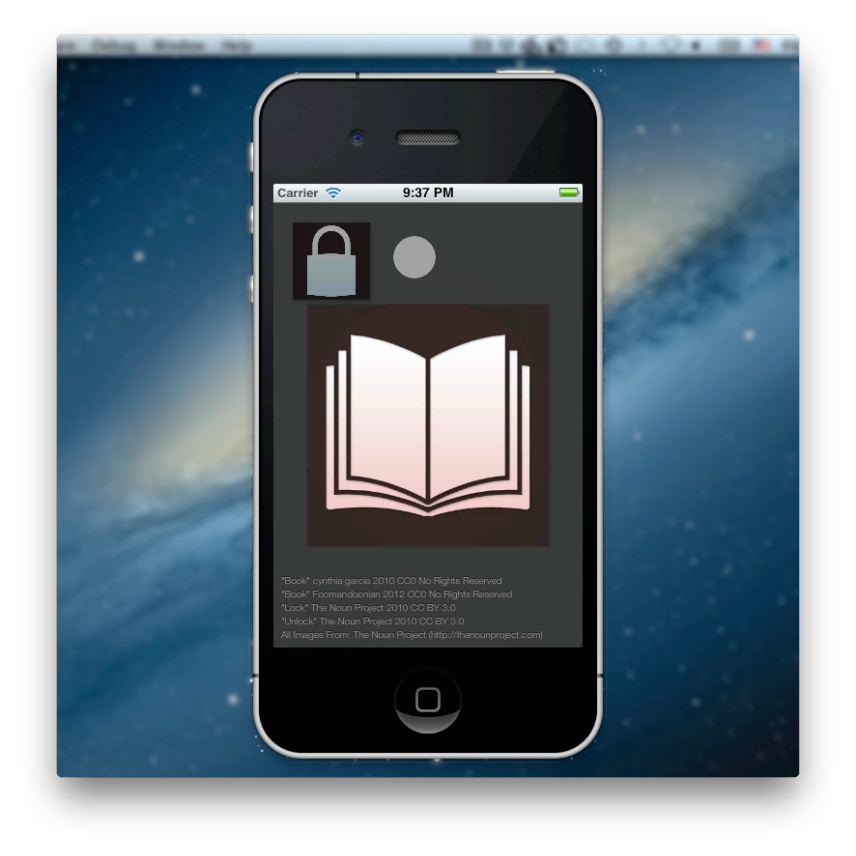 Debug Window Help
Carrier 9:37 PM
"Book" cynthia garcia 2010 CC0 No Rights Reserved
"Book" Foomandoonian 2012 CC0 No Rights Reserved
"Lock" The Noun Project 2010 CC BY 3.0
"Unlock" The Noun Project 2010 CC BY 3.0
All Images From: The Noun Project (http://thenounproject.com)